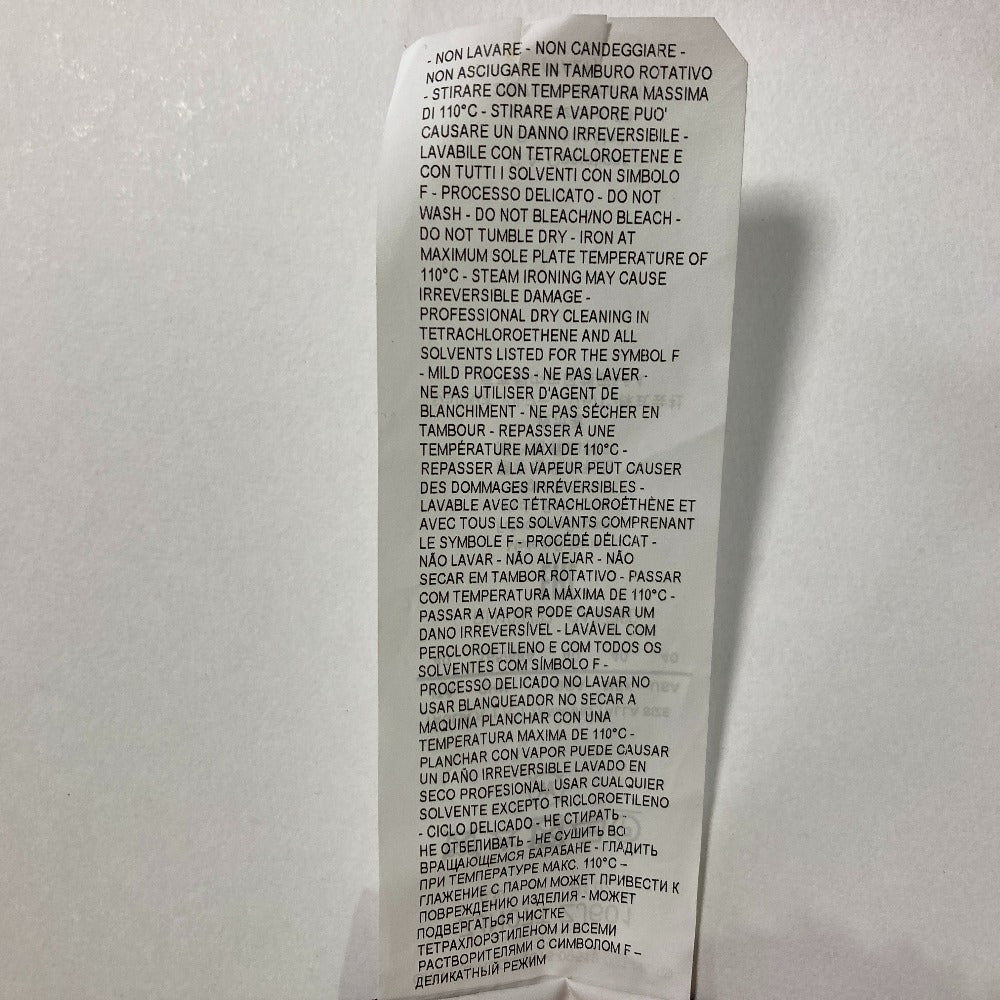 - NON LAVARE - NON CANDEGGIARE -
NON ASCIUGARE IN TAMBURO ROTATIVO
- STIRARE CON TEMPERATURA MASSIMA
DI 110°C - STIRARE A VAPORE PUO'
CAUSARE UN DANNO IRREVERSIBILE -
LAVABILE CON TETRACLOROETENE E
CON TUTTI I SOLVENTI CON SIMBOLO
F - PROCESSO DELICATO - DO NOT
WASH - DO NOT BLEACH/NO BLEACH -
DO NOT TUMBLE DRY - IRON AT
MAXIMUM SOLE PLATE TEMPERATURE OF
110°C - STEAM IRONING MAY CAUSE
IRREVERSIBLE DAMAGE -
PROFESSIONAL DRY CLEANING IN
TETRACHLOROETHENE AND ALL
SOLVENTS LISTED FOR THE SYMBOL F
- MILD PROCESS - NE PAS LAVER -
NE PAS UTILISER D'AGENT DE
BLANCHIMENT - NE PAS SÉCHER EN
TAMBOUR - REPASSER À UNE
TEMPÉRATURE MAXI DE 110°C -
REPASSER À LA VAPEUR PEUT CAUSER
DES DOMMAGES IRRÉVERSIBLES -
LAVABLE AVEC TÉTRACHLOROÉTHÈNE ET
AVEC TOUS LES SOLVANTS COMPRENANT
LE SYMBOLE F - PROCÉDÉ DÉLICAT -
NÃO LAVAR - NÃO ALVEJAR - NÃO
SECAR EM TAMBOR ROTATIVO - PASSAR
COM TEMPERATURA MÁXIMA DE 110°C -
PASSAR A VAPOR PODE CAUSAR UM
DANO IRREVERSÍVEL - LAVÁVEL COM
PERCLOROETILENO E COM TODOS OS
SOLVENTES COM SÍMBOLO F -
PROCESSO DELICADO NO LAVAR NO
USAR BLANQUEADOR NO SECAR A
MAQUINA PLANCHAR CON UNA
TEMPERATURA MAXIMA DE 110°C -
PLANCHAR CON VAPOR PUEDE CAUSAR
UN DAÑO IRREVERSIBLE LAVADO EN
SECO PROFESIONAL. USAR CUALQUIER
SOLVENTE EXCEPTO TRICLOROETILENO
- CICLO DELICADO - НЕ СТИРАТЬ -
НЕ ОТБЕЛИВАТЬ - НЕ СУШИТЬ ВО
ВРАЩАЮЩЕМСЯ БАРАБАНЕ - ГЛАДИТЬ
ПРИ ТЕМПЕРАТУРЕ МАКС. 110°C –
ГЛАЖЕНИЕ С ПАРОМ МОЖЕТ ПРИВЕСТИ К
ПОВРЕЖДЕНИЮ ИЗДЕЛИЯ - МОЖЕТ
ПОДВЕРГАТЬСЯ ЧИСТКЕ
ТЕТРАХЛОРЭТИЛЕНОМ И ВСЕМИ
РАСТВОРИТЕЛЯМИ С СИМВОЛОМ F –
ДЕЛИКАТНЫЙ РЕЖИМ